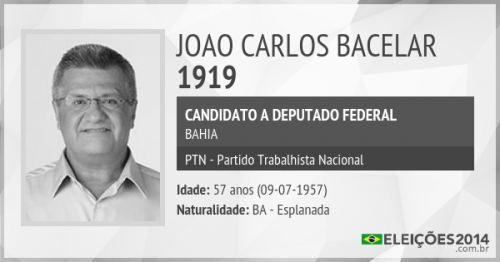 JOAO CARLOS BACELAR
1919
CANDIDATO A DEPUTADO FEDERAL
BAHIA
PTN - Partido Trabalhista Nacional
Idade: 57 anos (09-07-1957)
Naturalidade: BA - Esplanada
ELEIÇÕES2014
.com.br